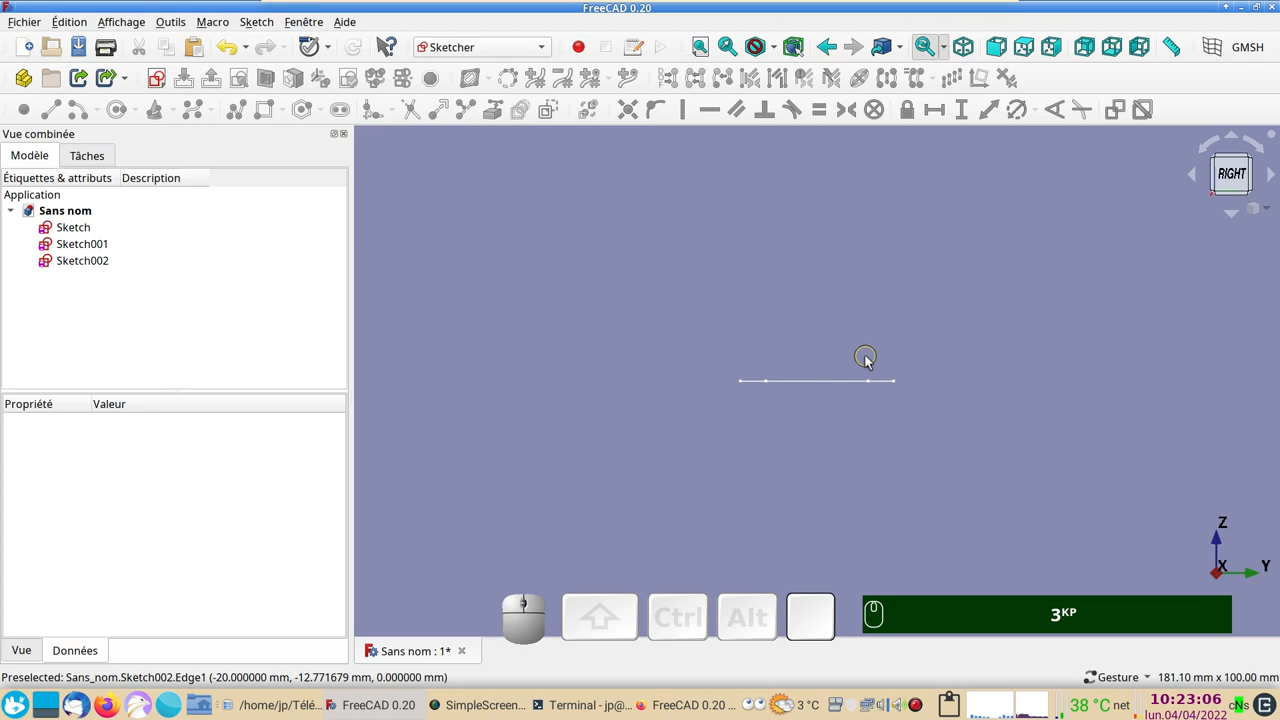 FreeCAD 0.20
Fichier Édition Affichage Outils Macro Sketch Fenêtre Aide
Sketcher GMSH
Vue combinée
Modèle Tâches
Étiquettes & attributs Description
Application
Sans nom
Sketch
Sketch001
Sketch002
RIGHT
Propriété Valeur
Z
X Y
Ctrl Alt 3KP
Vue Données Sans nom : 1*
Preselected: Sans_nom.Sketch002.Edge1 (-20.000000 mm, -12.771679 mm, 0.000000 mm) Gesture 181.10 mm x 100.00 mm
/home/jp/Télé... FreeCAD 0.20 SimpleScreen... Terminal - jp@... FreeCAD 0.20 ... 3 °C 38 °C net 10:23:06 cNs
lun.04/04/2022